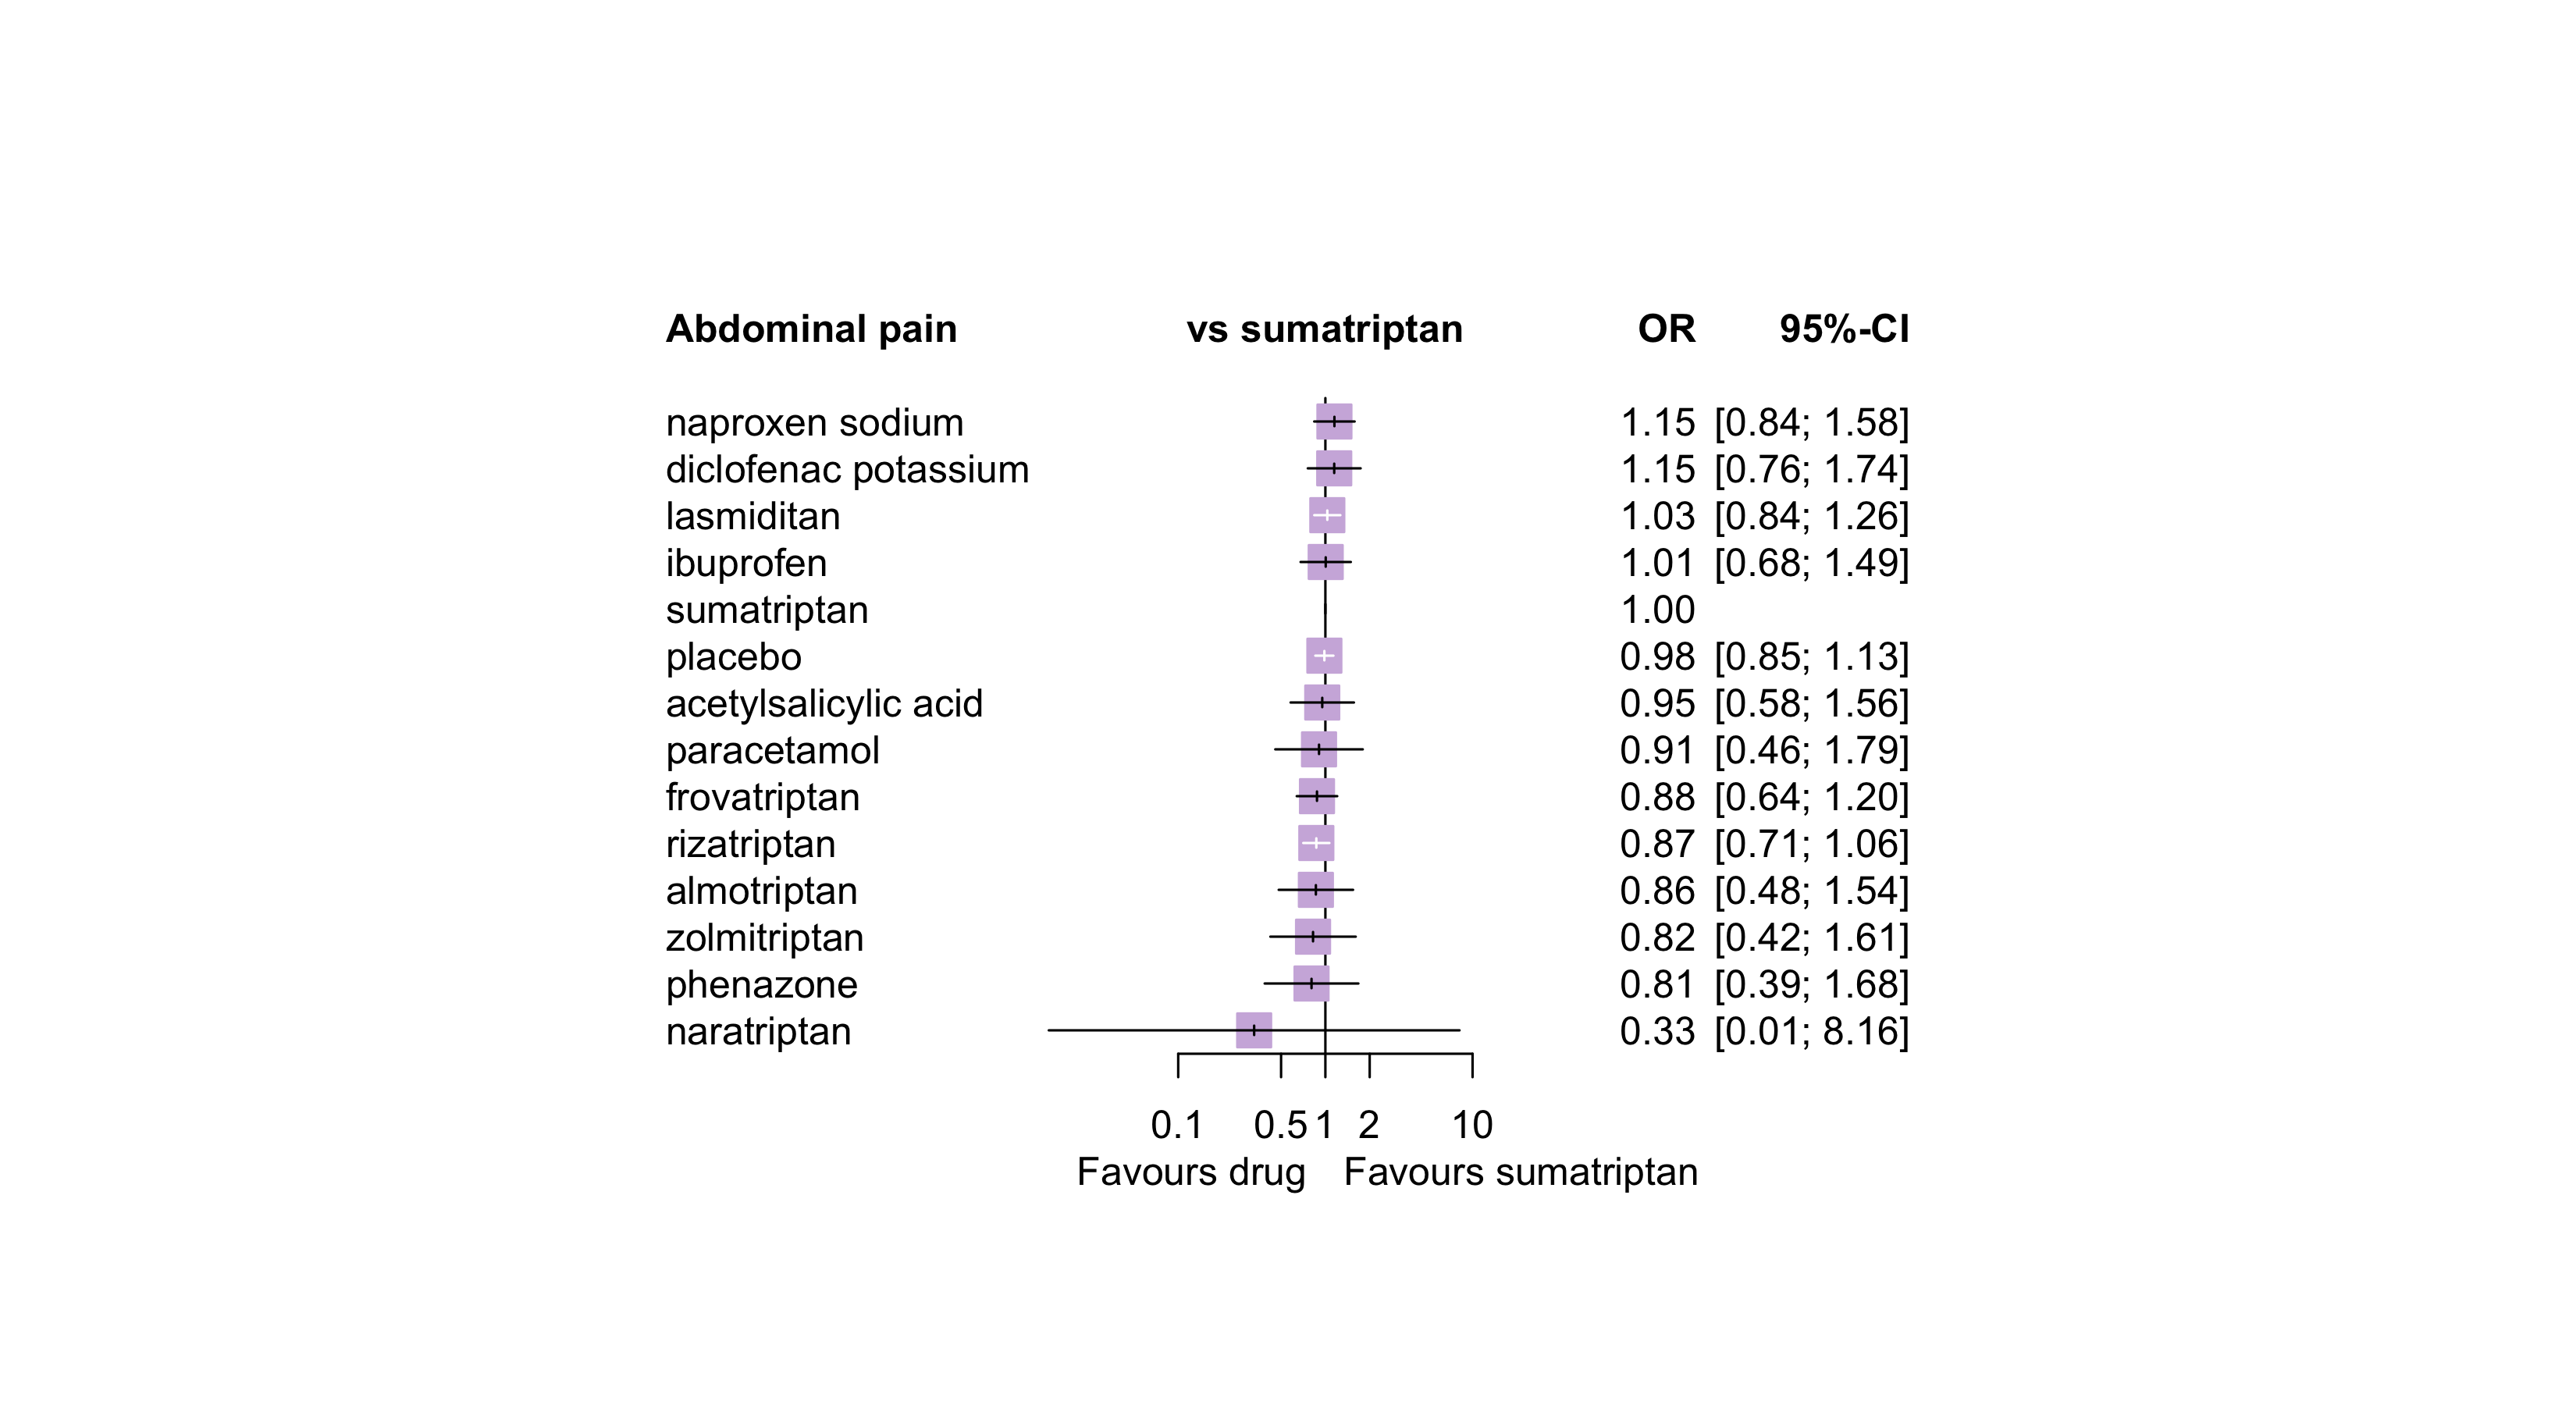 Abdominal pain vs sumatriptan OR 95%-CI
naproxen sodium 1.15 [0.84; 1.58]
diclofenac potassium 1.15 [0.76; 1.74]
lasmiditan 1.03 [0.84; 1.26]
ibuprofen 1.01 [0.68; 1.49]
sumatriptan 1.00
placebo 0.98 [0.85; 1.13]
acetylsalicylic acid 0.95 [0.58; 1.56]
paracetamol 0.91 [0.46; 1.79]
frovatriptan 0.88 [0.64; 1.20]
rizatriptan 0.87 [0.71; 1.06]
almotriptan 0.86 [0.48; 1.54]
zolmitriptan 0.82 [0.42; 1.61]
phenazone 0.81 [0.39; 1.68]
naratriptan 0.33 [0.01; 8.16]
0.1 0.5 1 2 10
Favours drug Favours sumatriptan